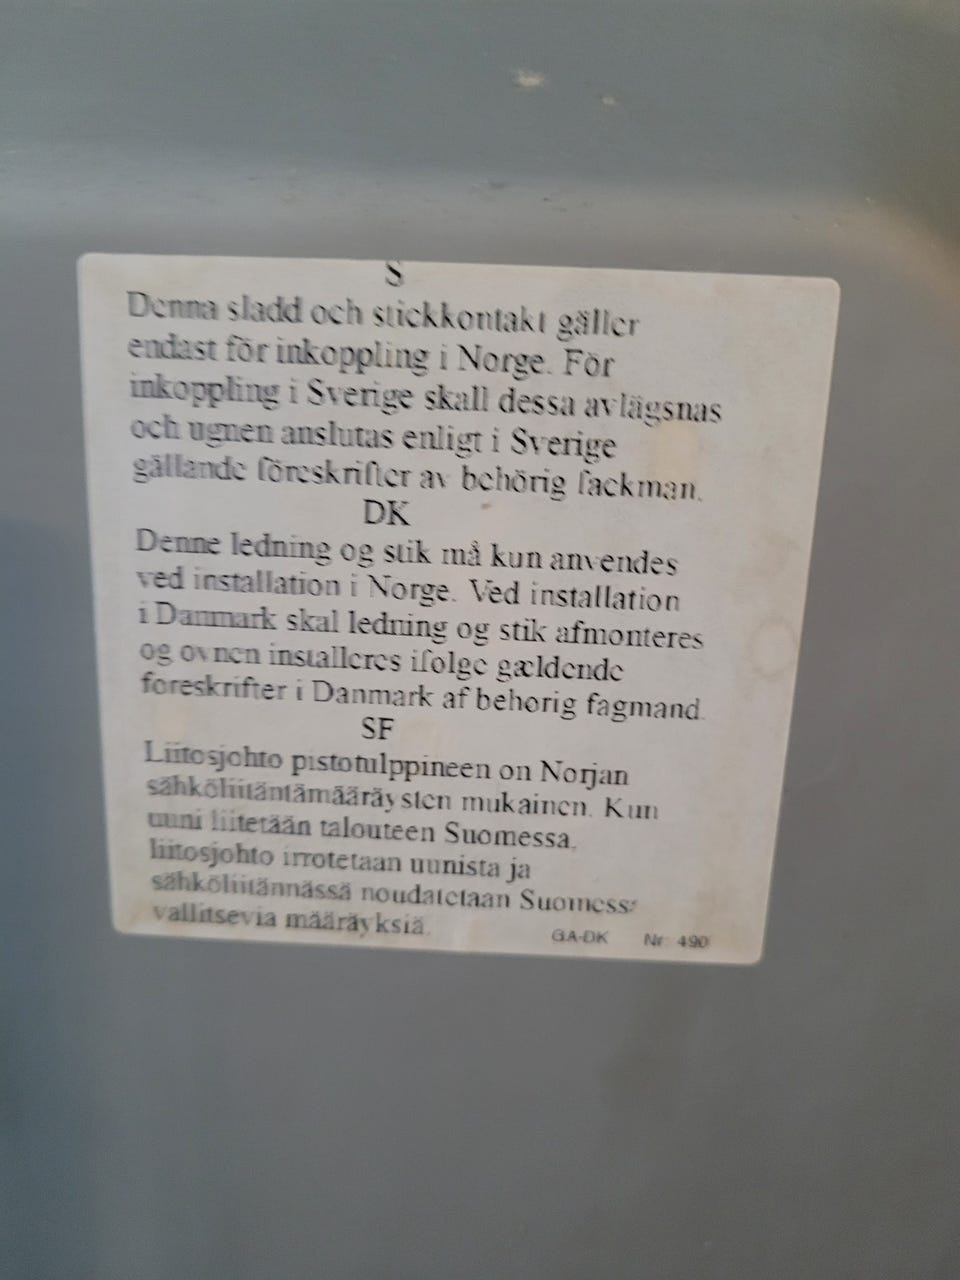 S
Denna sladd och stickkontakt gäller
endast för inkoppling i Norge. För
inkoppling i Sverige skall dessa avlägsnas
och ugnen anslutas enligt i Sverige
gällande föreskrifter av behörig fackman.
DK
Denne ledning og stik må kun anvendes
ved installation i Norge. Ved installation
i Danmark skal ledning og stik afmonteres
og ovnen installeres ifolge gældende
foreskrifter i Danmark af behorig fagmand.
SF
Liitosjohto pistotulppineen on Norjan
sähköliitäntämääräysten mukainen. Kun
uuni liitetään talouteen Suomessa,
liitosjohto irrotetaan uunista ja
sähköliitännässä noudatetaan Suomessa
vallitsevia määräyksiä.
GA-DK Nr: 490